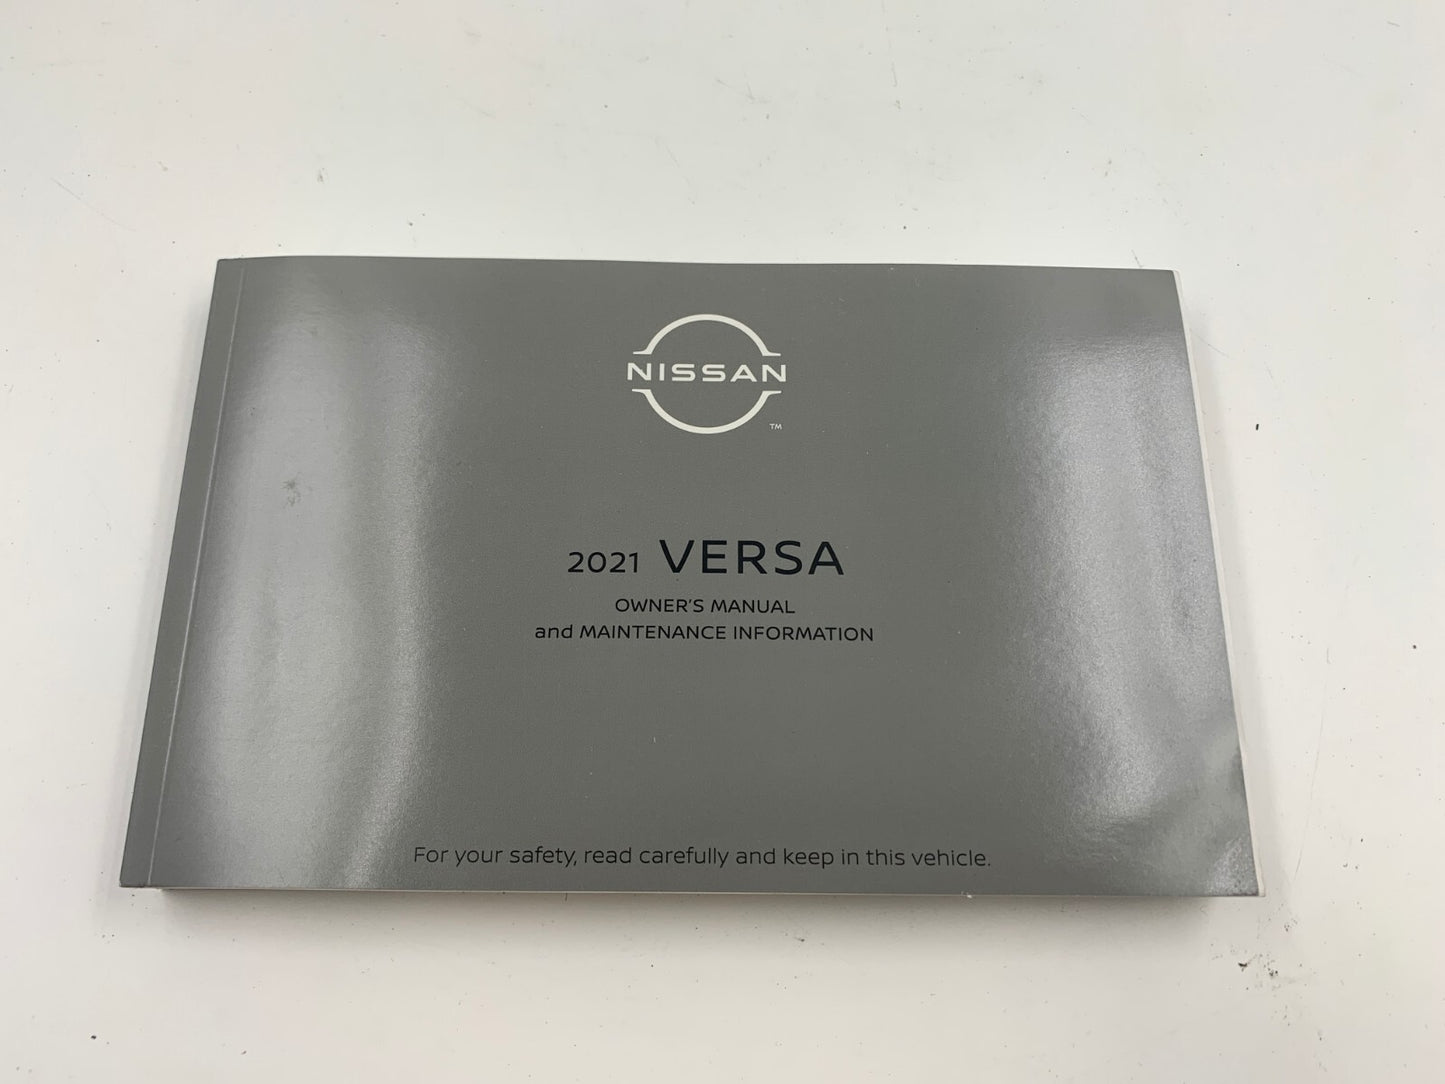 NISSAN
TM
2021 VERSA
OWNER'S MANUAL
and MAINTENANCE INFORMATION
For your safety, read carefully and keep in this vehicle.